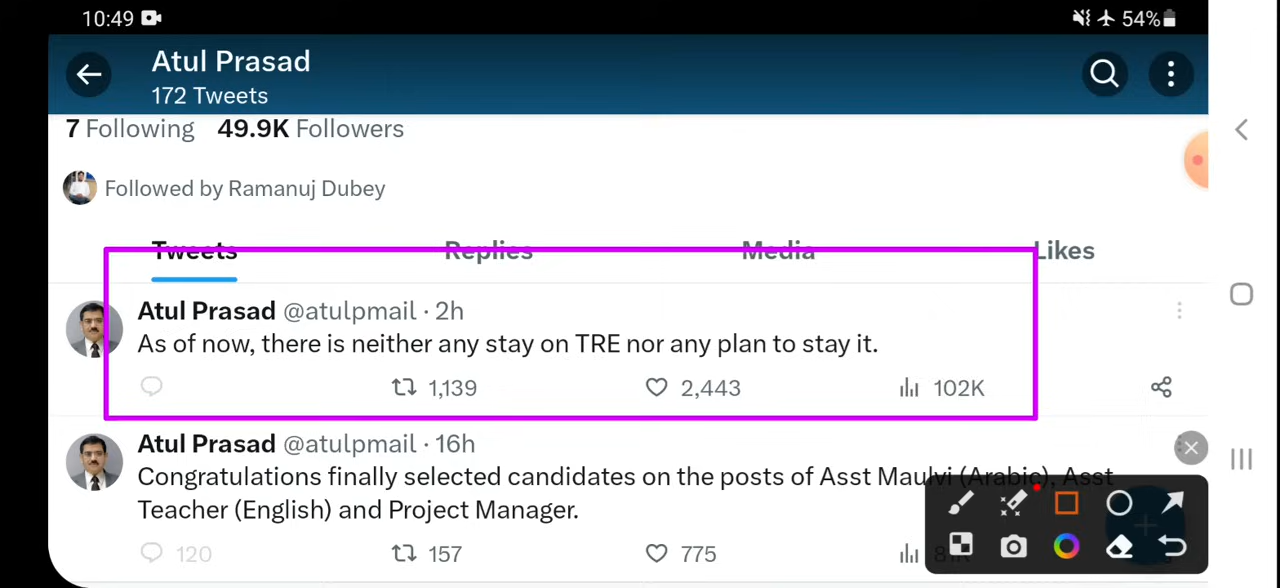 10:49 54%
Atul Prasad
172 Tweets
7 Following 49.9K Followers
Followed by Ramanuj Dubey
Tweets Replies Media Likes
Atul Prasad @atulpmail · 2h
As of now, there is neither any stay on TRE nor any plan to stay it.
1,139 2,443 102K
Atul Prasad @atulpmail · 16h
Congratulations finally selected candidates on the posts of Asst Maulvi (Arabic), Asst
Teacher (English) and Project Manager.
120 157 775